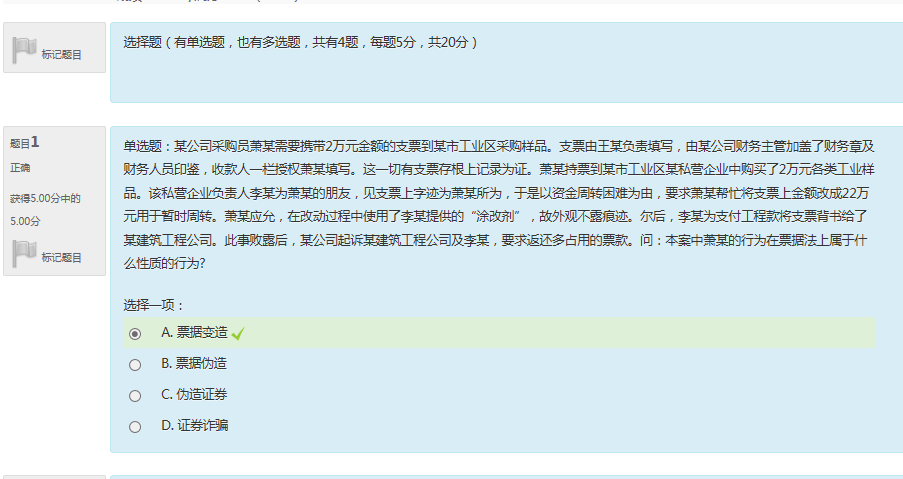 标记题目
选择题（有单选题，也有多选题，共有4题，每题5分，共20分）
题目1
正确
获得5.00分中的
5.00分
标记题目
单选题：某公司采购员萧某需要携带2万元金额的支票到某市工业区采购样品。支票由王某负责填写，由某公司财务主管加盖了财务章及
财务人员印鉴，收款人一栏授权萧某填写。这一切有支票存根上记录为证。萧某持票到某市工业区某私营企业中购买了2万元各类工业样
品。该私营企业负责人李某为萧某的朋友，见支票上字迹为萧某所为，于是以资金周转困难为由，要求萧某帮忙将支票上金额改成22万
元用于暂时周转。萧某应允，在改动过程中使用了李某提供的“涂改剂”，故外观不露痕迹。尔后，李某为支付工程款将支票背书给了
某建筑工程公司。此事败露后，某公司起诉某建筑工程公司及李某，要求返还多占用的票款。问：本案中萧某的行为在票据法上属于什
么性质的行为?
选择一项：
A. 票据变造
B. 票据伪造
C. 伪造证券
D. 证券诈骗